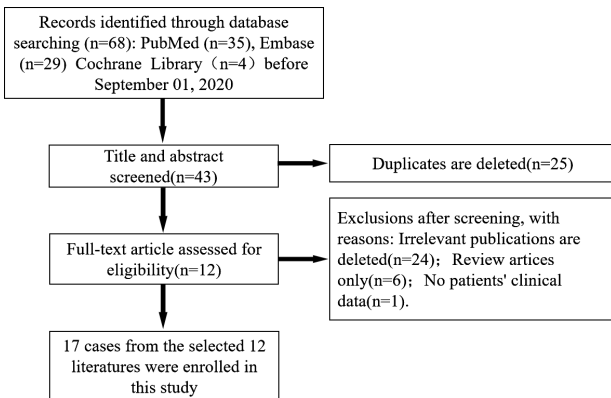 Records identified through database
searching (n=68): PubMed (n=35), Embase
(n=29) Cochrane Library（n=4）before
September 01, 2020
Title and abstract
screened(n=43)
Duplicates are deleted(n=25)
Full-text article assessed for
eligibility(n=12)
Exclusions after screening, with
reasons: Irrelevant publications are
deleted(n=24)；Review artices
only(n=6)；No patients' clinical
data(n=1).
17 cases from the selected 12
literatures were enrolled in
this study